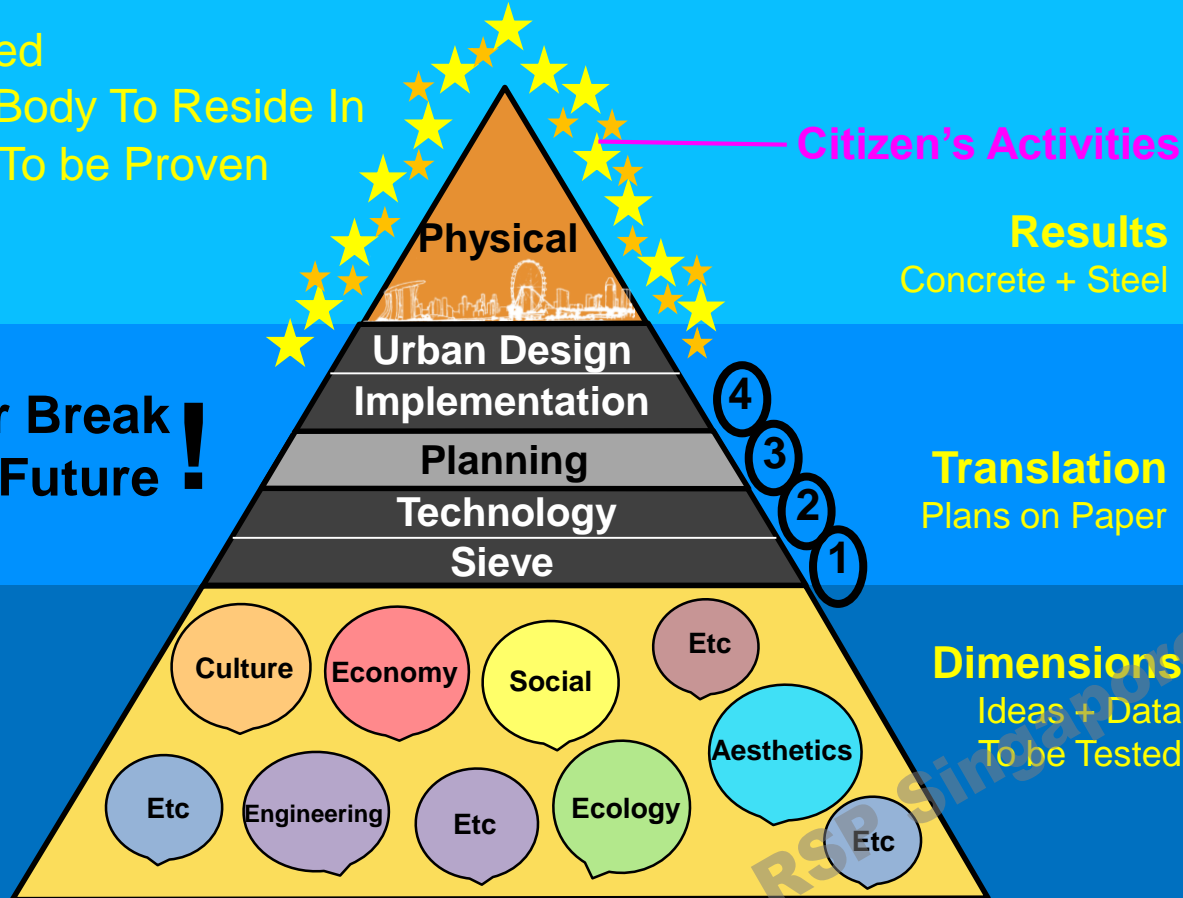 ed
Body To Reside In
To be Proven
Citizen's Activities
Physical
Results
Concrete + Steel
Urban Design
Implementation
4
r Break
Future !
Planning
3
Translation
Plans on Paper
Technology
2
Sieve
1
Culture
Economy
Social
Etc
Dimensions
Ideas + Data
To be Tested
Aesthetics
Etc
Engineering
Etc
Ecology
Etc
RSP Singapore